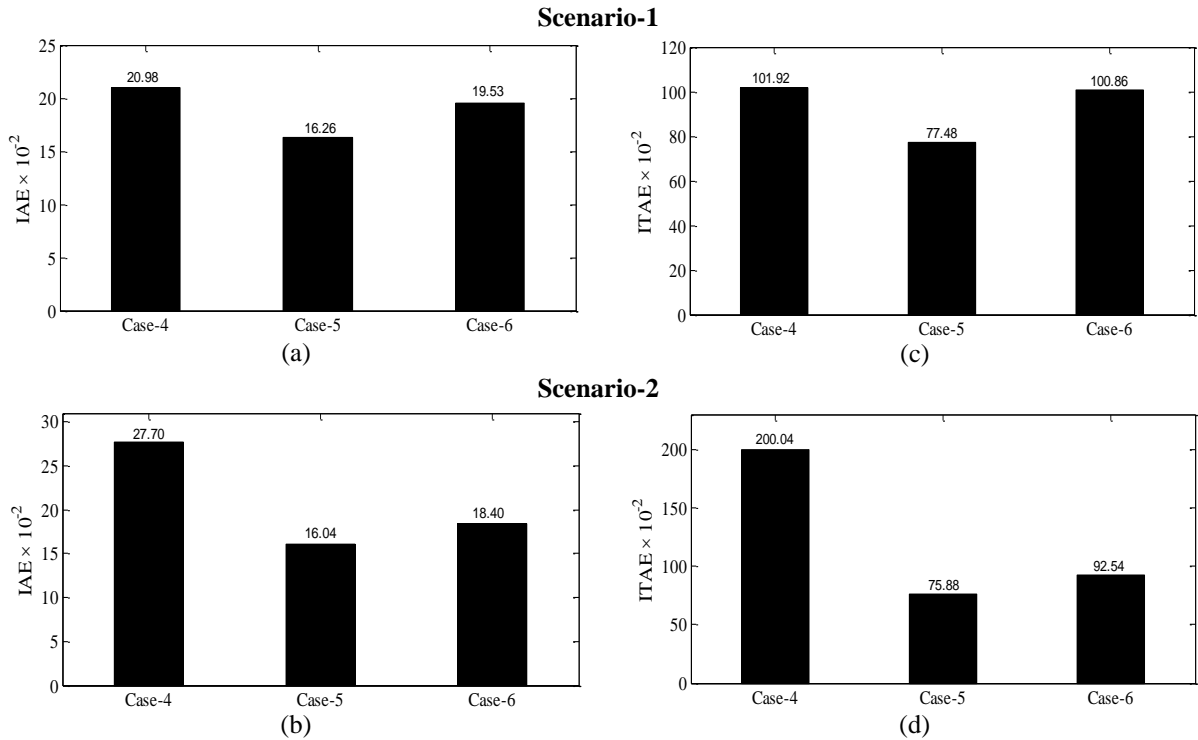 Scenario-1
IAE × 10^-2
25
20
15
10
5
0
20.98
16.26
19.53
Case-4 Case-5 Case-6
(a)
ITAE × 10^-2
120
100
80
60
40
20
0
101.92
77.48
100.86
Case-4 Case-5 Case-6
(c)
Scenario-2
IAE × 10^-2
30
25
20
15
10
5
0
27.70
16.04
18.40
Case-4 Case-5 Case-6
(b)
ITAE × 10^-2
200
150
100
50
0
200.04
75.88
92.54
Case-4 Case-5 Case-6
(d)